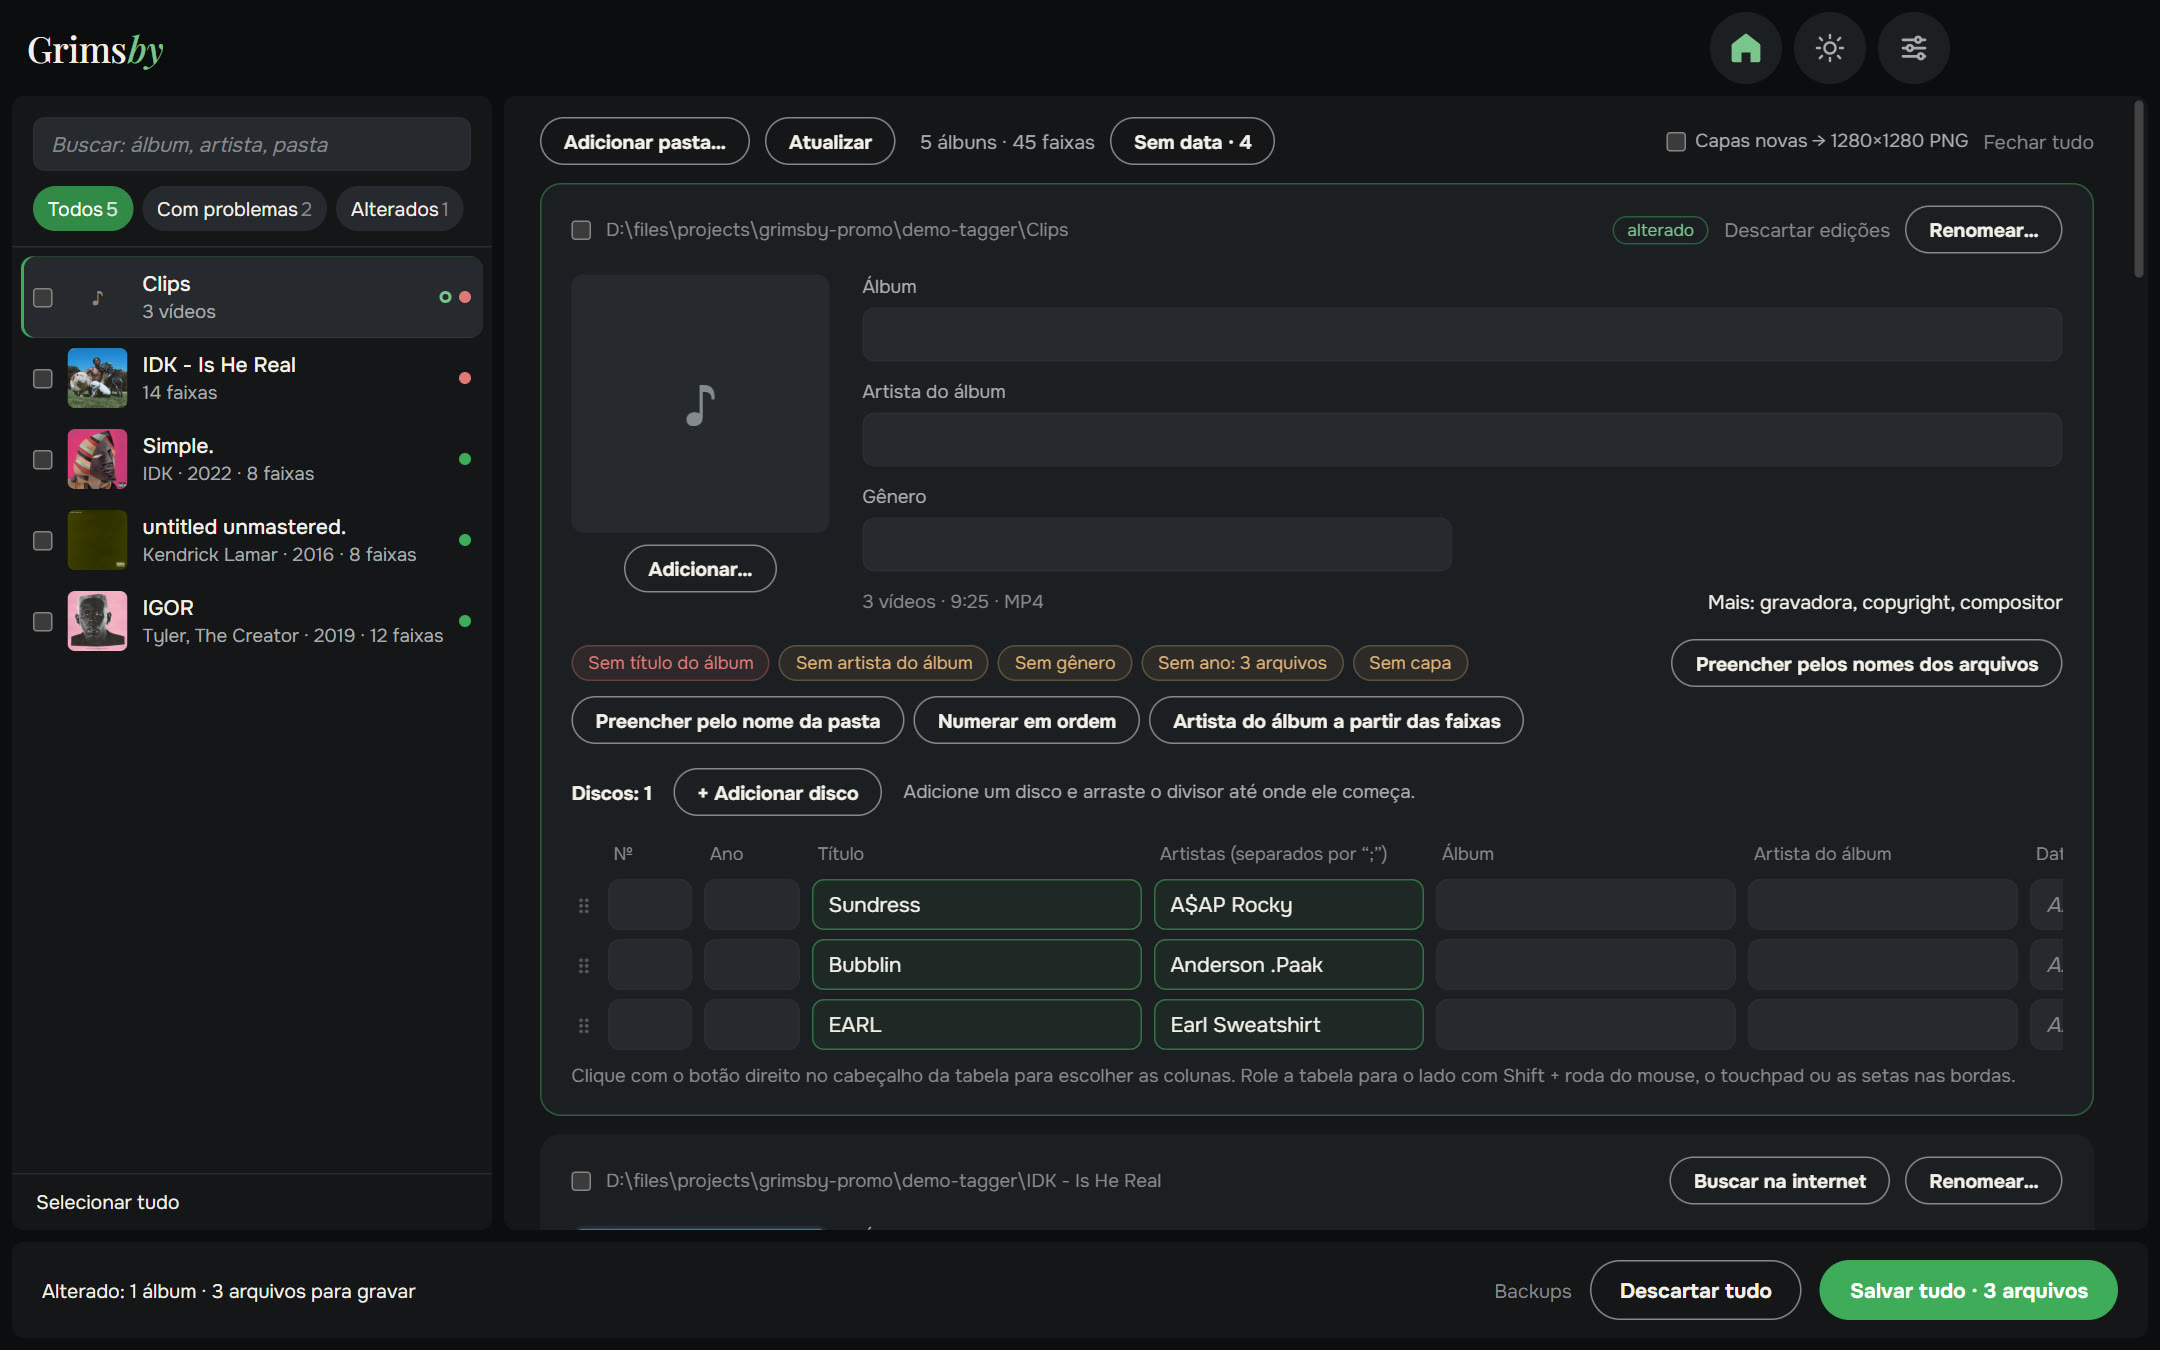 Grimsby
Buscar: álbum, artista, pasta
Todos 5
Com problemas 2
Alterados 1
Clips
3 vídeos
IDK - Is He Real
14 faixas
Simple.
IDK · 2022 · 8 faixas
untitled unmastered.
Kendrick Lamar · 2016 · 8 faixas
IGOR
Tyler, The Creator · 2019 · 12 faixas
Selecionar tudo
Adicionar pasta...
Atualizar
5 álbuns · 45 faixas
Sem data · 4
Capas novas → 1280×1280 PNG
Fechar tudo
D:\files\projects\grimsby-promo\demo-tagger\Clips
alterado
Descartar edições
Renomear...
Adicionar...
Álbum
Artista do álbum
Gênero
3 vídeos · 9:25 · MP4
Mais: gravadora, copyright, compositor
Sem título do álbum
Sem artista do álbum
Sem gênero
Sem ano: 3 arquivos
Sem capa
Preencher pelos nomes dos arquivos
Preencher pelo nome da pasta
Numerar em ordem
Artista do álbum a partir das faixas
Discos: 1
+ Adicionar disco
Adicione um disco e arraste o divisor até onde ele começa.
Nº
Ano
Título
Artistas (separados por “;”)
Álbum
Artista do álbum
Dat
Sundress
A$AP Rocky
A
Bubblin
Anderson .Paak
A
EARL
Earl Sweatshirt
A
Clique com o botão direito no cabeçalho da tabela para escolher as colunas. Role a tabela para o lado com Shift + roda do mouse, o touchpad ou as setas nas bordas.
D:\files\projects\grimsby-promo\demo-tagger\IDK - Is He Real
Buscar na internet
Renomear...
Alterado: 1 álbum · 3 arquivos para gravar
Backups
Descartar tudo
Salvar tudo · 3 arquivos